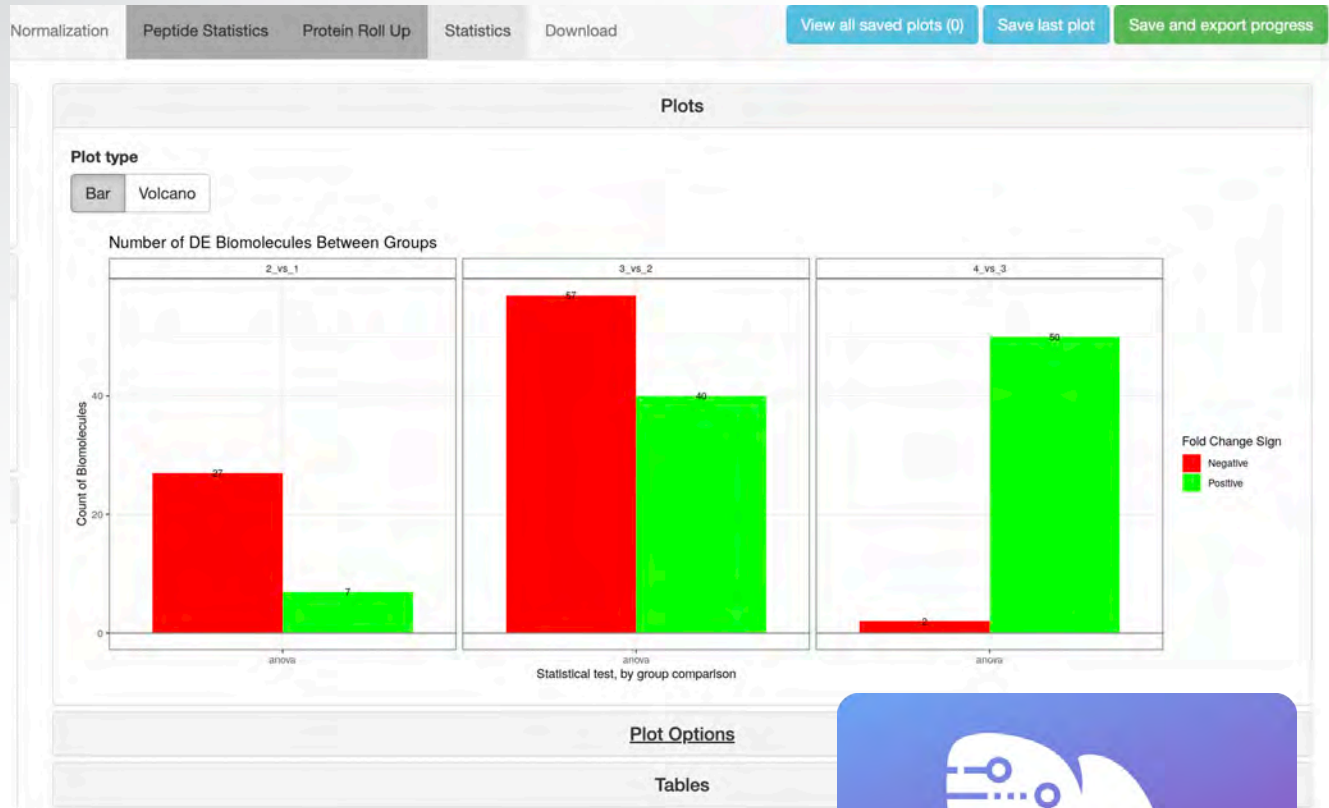 Normalization Peptide Statistics Protein Roll Up Statistics Download View all saved plots (0) Save last plot Save and export progress
Plots
Plot type
Bar Volcano
Number of DE Biomolecules Between Groups
2_vs_1 3_vs_2 4_vs_3
57
50
40
40
27
20
7
2
0
Count of Biomolecules
Fold Change Sign
Negative
Positive
anova anova anova
Statistical test, by group comparison
Plot Options
Tables